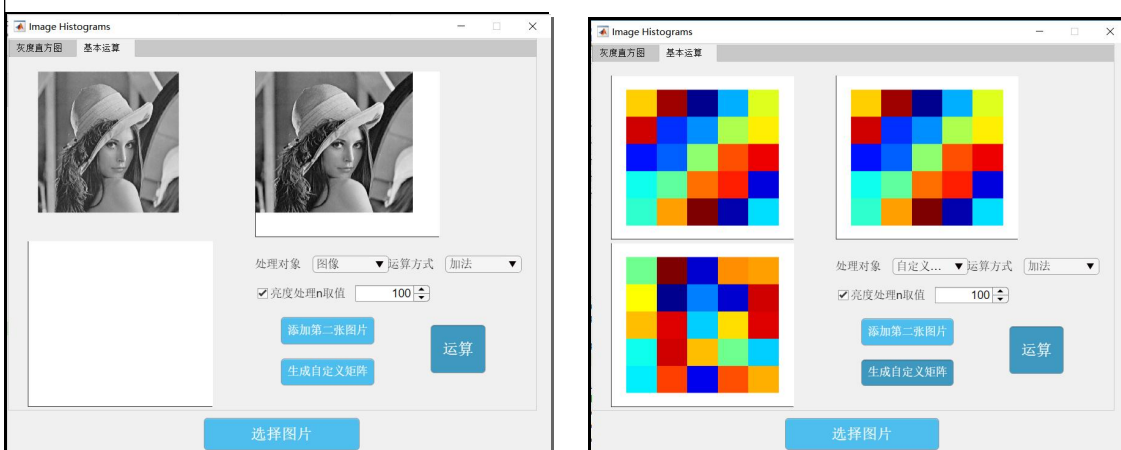 Image Histograms
灰度直方图 基本运算
处理对象 图像 运算方式 加法
亮度处理n取值 100
添加第二张图片
运算
生成自定义矩阵
选择图片
Image Histograms
灰度直方图 基本运算
处理对象 自定义... 运算方式 加法
亮度处理n取值 100
添加第二张图片
运算
生成自定义矩阵
选择图片